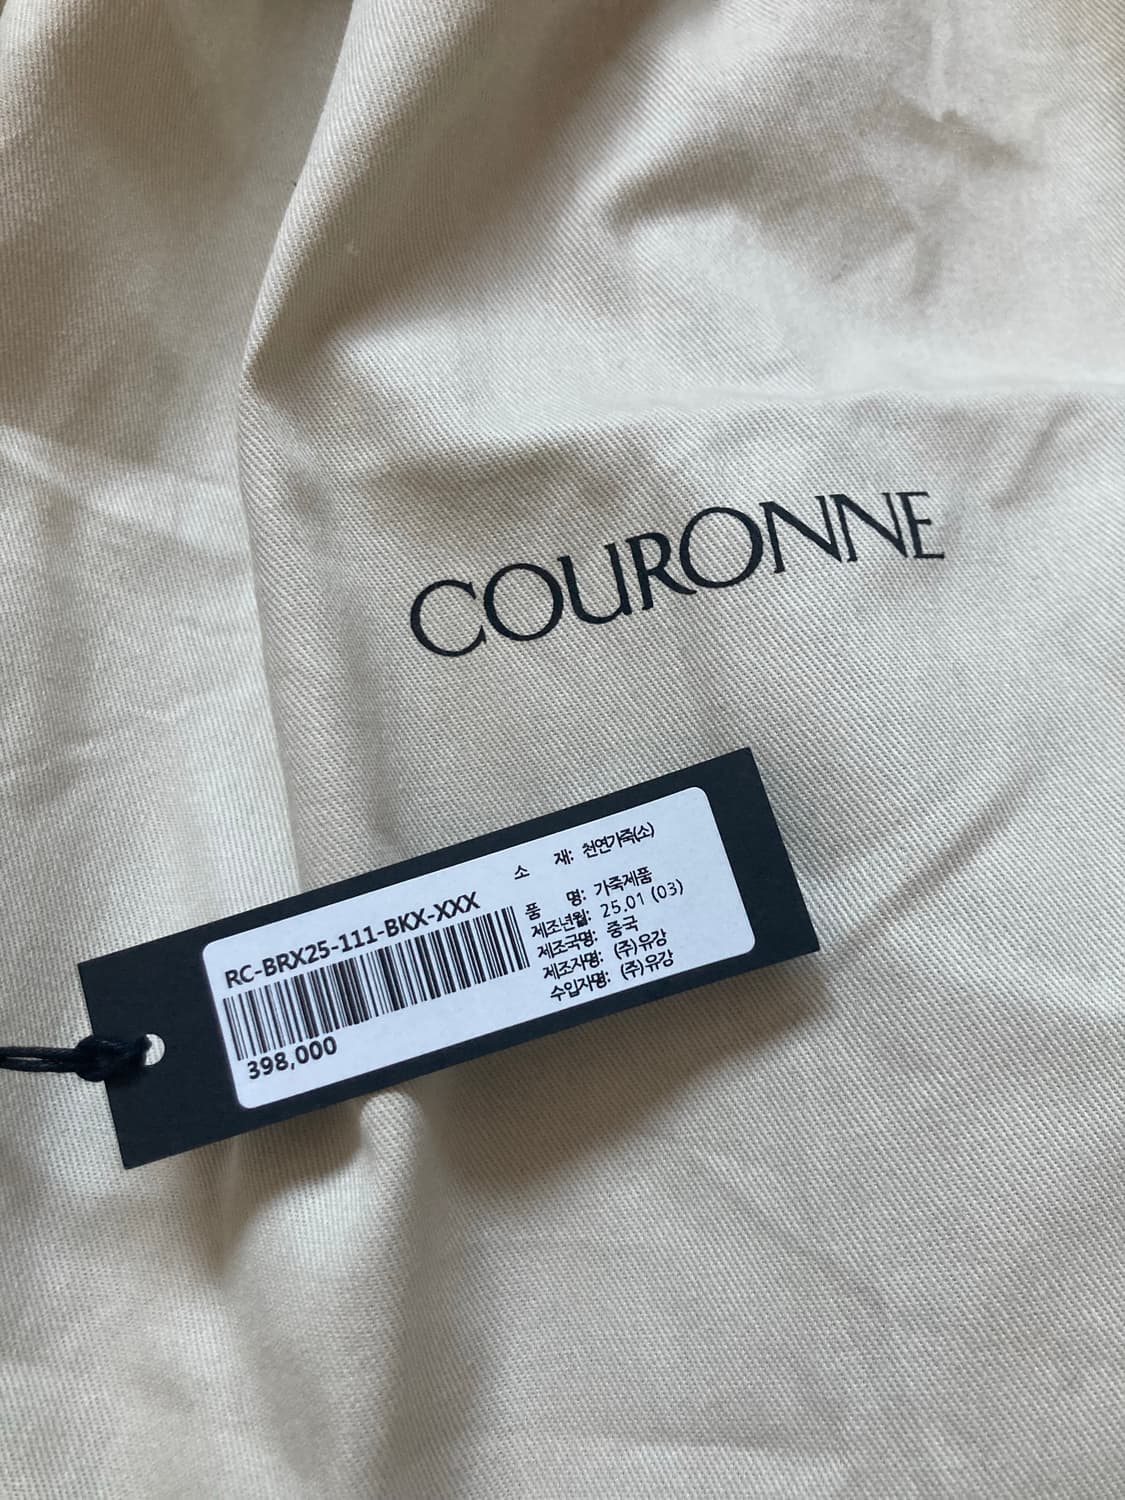 COURONNE
RC-BRX25-111-BKX-XXX
398,000
소 재: 천연가죽(소)
품 명: 가죽제품
제조년월: 25.01 (03)
제조국명: 중국
제조자명: (주)유강
수입자명: (주)유강